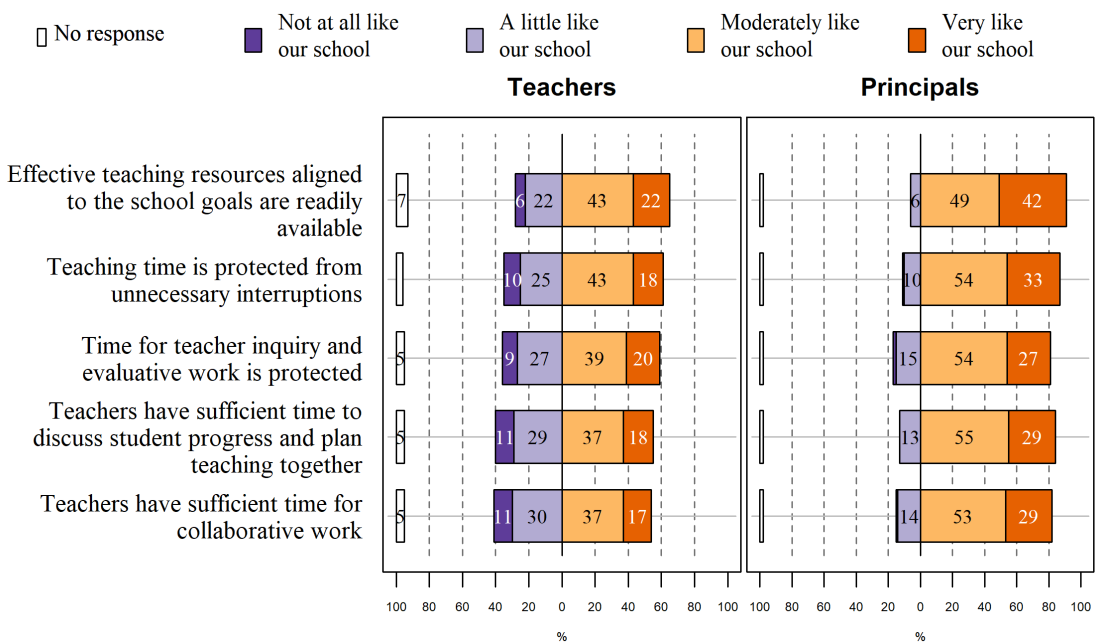 No response
Not at all like
our school
A little like
our school
Moderately like
our school
Very like
our school
Teachers
Principals
Effective teaching resources aligned
to the school goals are readily
available
7 6 22 43 22
6 49 42
Teaching time is protected from
unnecessary interruptions
10 25 43 18
10 54 33
Time for teacher inquiry and
evaluative work is protected
5 9 27 39 20
15 54 27
Teachers have sufficient time to
discuss student progress and plan
teaching together
5 11 29 37 18
13 55 29
Teachers have sufficient time for
collaborative work
5 11 30 37 17
14 53 29
100 80 60 40 20 0 20 40 60 80 100
100 80 60 40 20 0 20 40 60 80 100
%
%